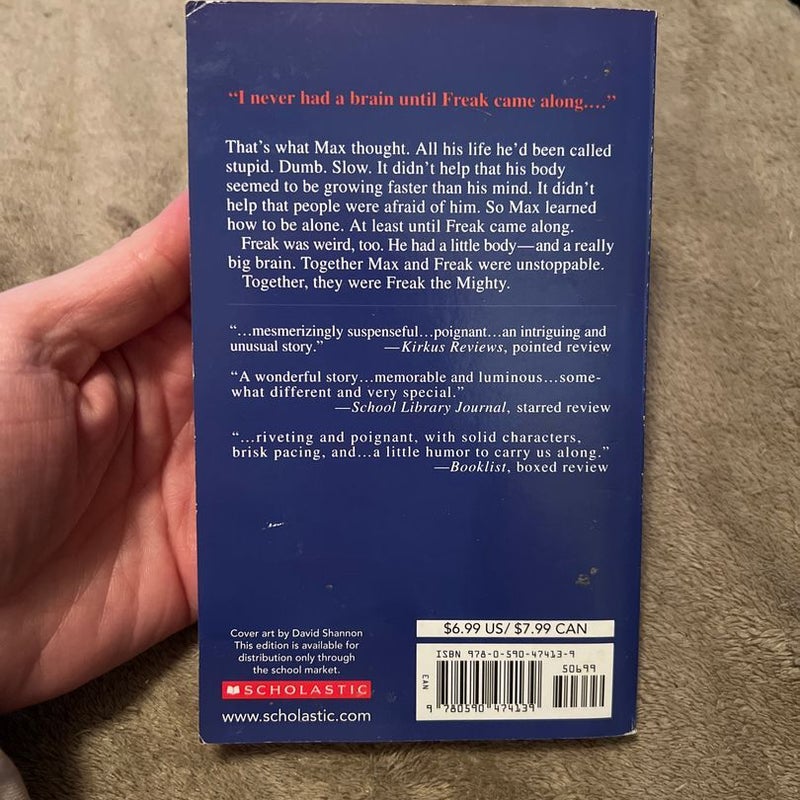 “I never had a brain until Freak came along....”
That’s what Max thought. All his life he’d been called
stupid. Dumb. Slow. It didn’t help that his body
seemed to be growing faster than his mind. It didn’t
help that people were afraid of him. So Max learned
how to be alone. At least until Freak came along.
Freak was weird, too. He had a little body—and a really
big brain. Together Max and Freak were unstoppable.
Together, they were Freak the Mighty.
“...mesmerizingly suspenseful...poignant...an intriguing and
unusual story.” —Kirkus Reviews, pointed review
“A wonderful story...memorable and luminous...some-
what different and very special.”
—School Library Journal, starred review
“...riveting and poignant, with solid characters,
brisk pacing, and...a little humor to carry us along.”
—Booklist, boxed review
Cover art by David Shannon
This edition is available for
distribution only through
the school market.
SCHOLASTIC
www.scholastic.com
$6.99 US/ $7.99 CAN
ISBN 978-0-590-47413-9
50699
EAN
9 780590 474139